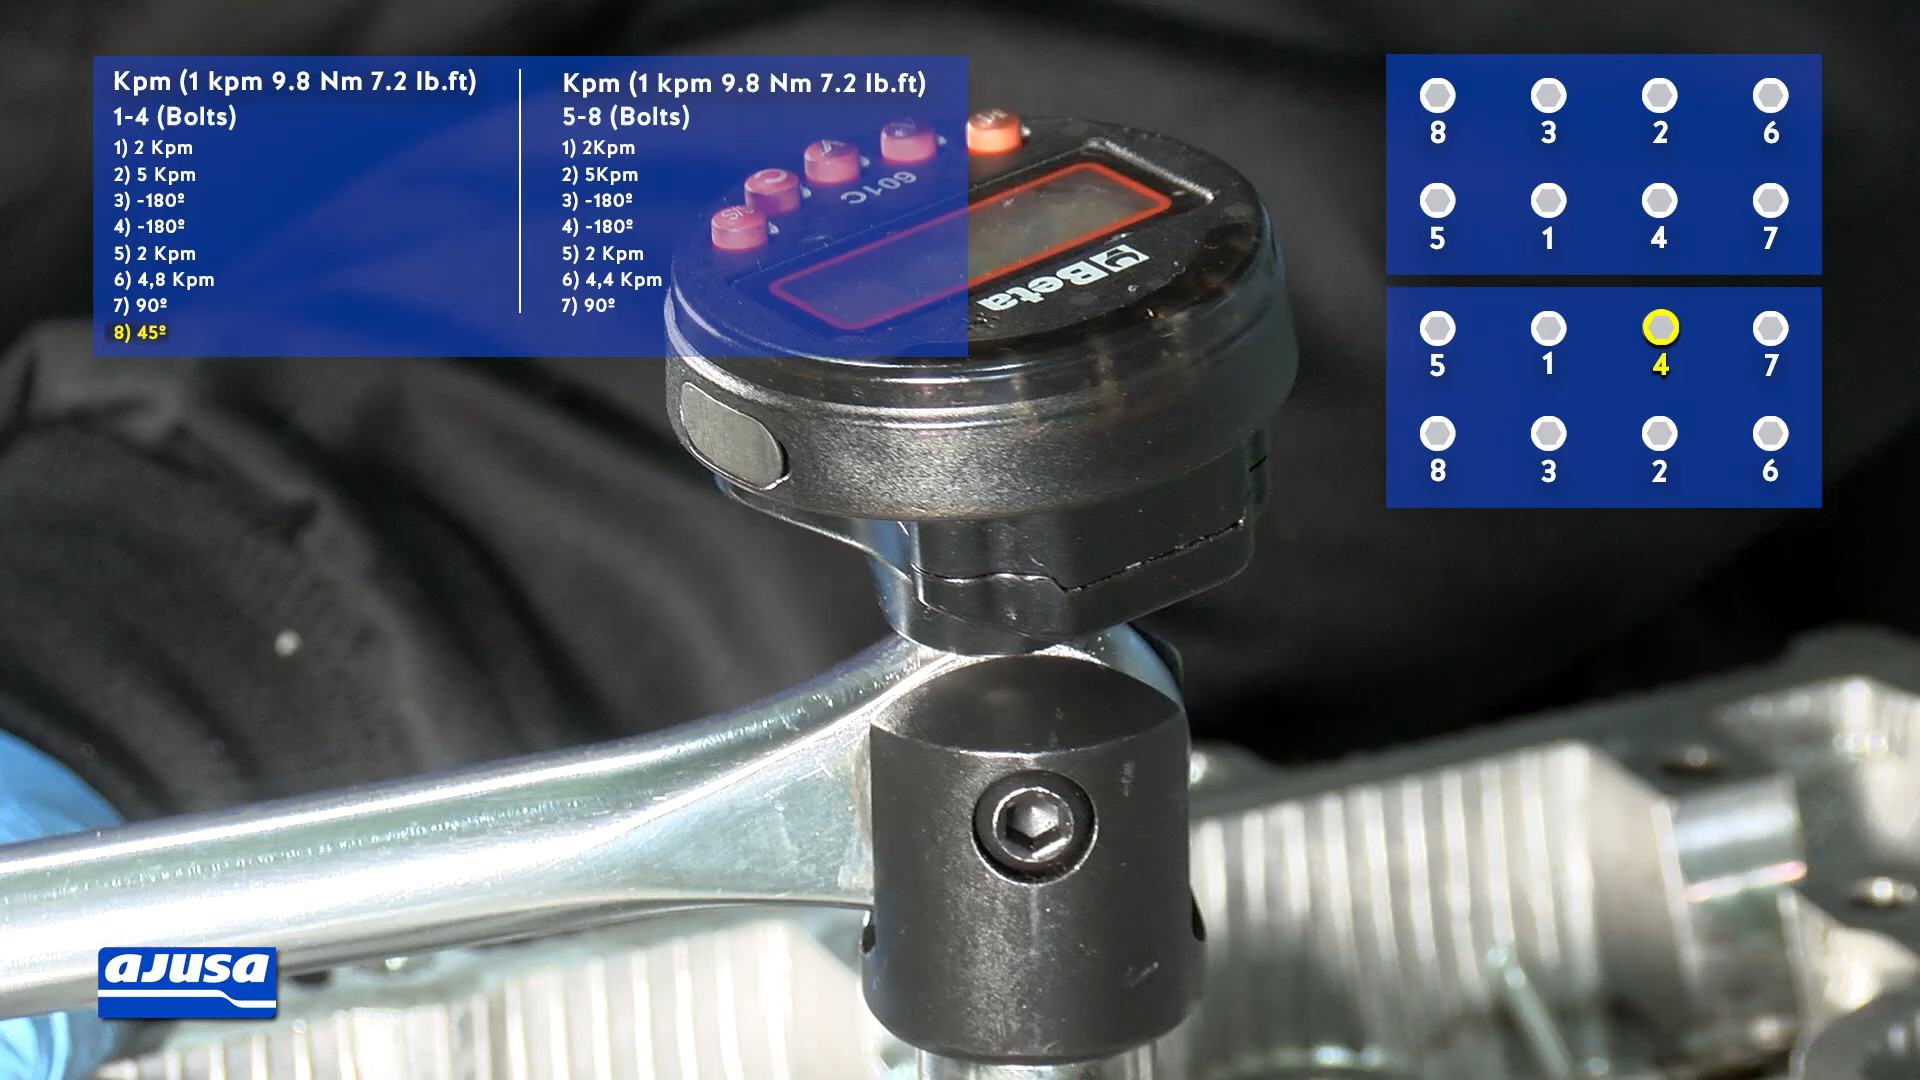 Kpm (1 kpm 9.8 Nm 7.2 lb.ft)
1-4 (Bolts)
1) 2 Kpm
2) 5 Kpm
3) -180º
4) -180º
5) 2 Kpm
6) 4,8 Kpm
7) 90º
8) 45º
Kpm (1 kpm 9.8 Nm 7.2 lb.ft)
5-8 (Bolts)
1) 2Kpm
2) 5Kpm
3) -180º
4) -180º
5) 2 Kpm
6) 4,4 Kpm
7) 90º
8 3 2 6
5 1 4 7
5 1 4 7
8 3 2 6
601C
Beta
ajusa